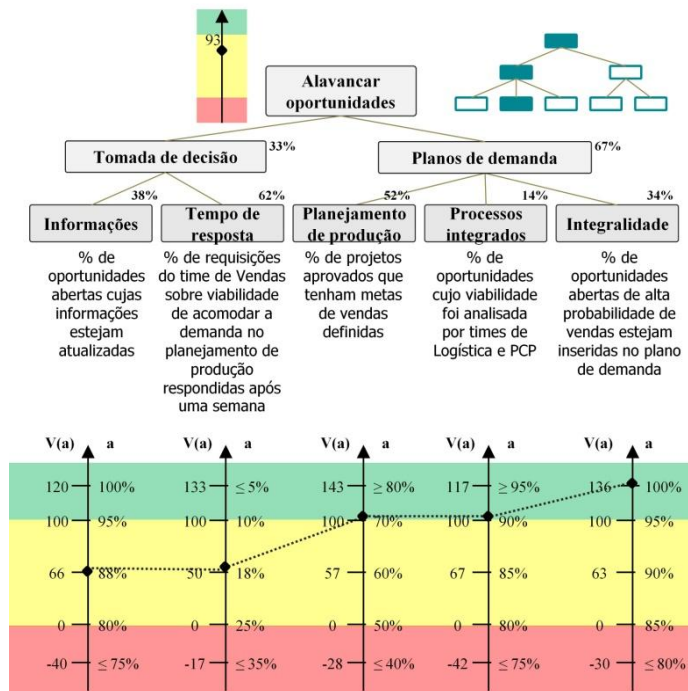 93
Alavancar
oportunidades
Tomada de decisão
33%
Planos de demanda
67%
38%
62%
52%
14%
34%
Informações
Tempo de
resposta
Planejamento
de produção
Processos
integrados
Integralidade
% de
oportunidades
abertas cujas
informações
estejam
atualizadas
% de requisições
do time de Vendas
sobre viabilidade
de acomodar a
demanda no
planejamento de
produção
respondidas após
uma semana
% de projetos
aprovados que
tenham metas
de vendas
definidas
% de
oportunidades
cujo viabilidade
foi analisada
por times de
Logística e PCP
% de
oportunidades
abertas de alta
probabilidade de
vendas estejam
inseridas no plano
de demanda
V(a) a V(a) a V(a) a V(a) a V(a) a
120 100% 133 ≤ 5% 143 ≥ 80% 117 ≥ 95% 136 100%
100 95% 100 10% 100 70% 100 90% 100 95%
66 88% 50 18% 57 60% 67 85% 63 90%
0 80% 0 25% 0 50% 0 80% 0 85%
-40 ≤ 75% -17 ≤ 35% -28 ≤ 40% -42 ≤ 75% -30 ≤ 80%